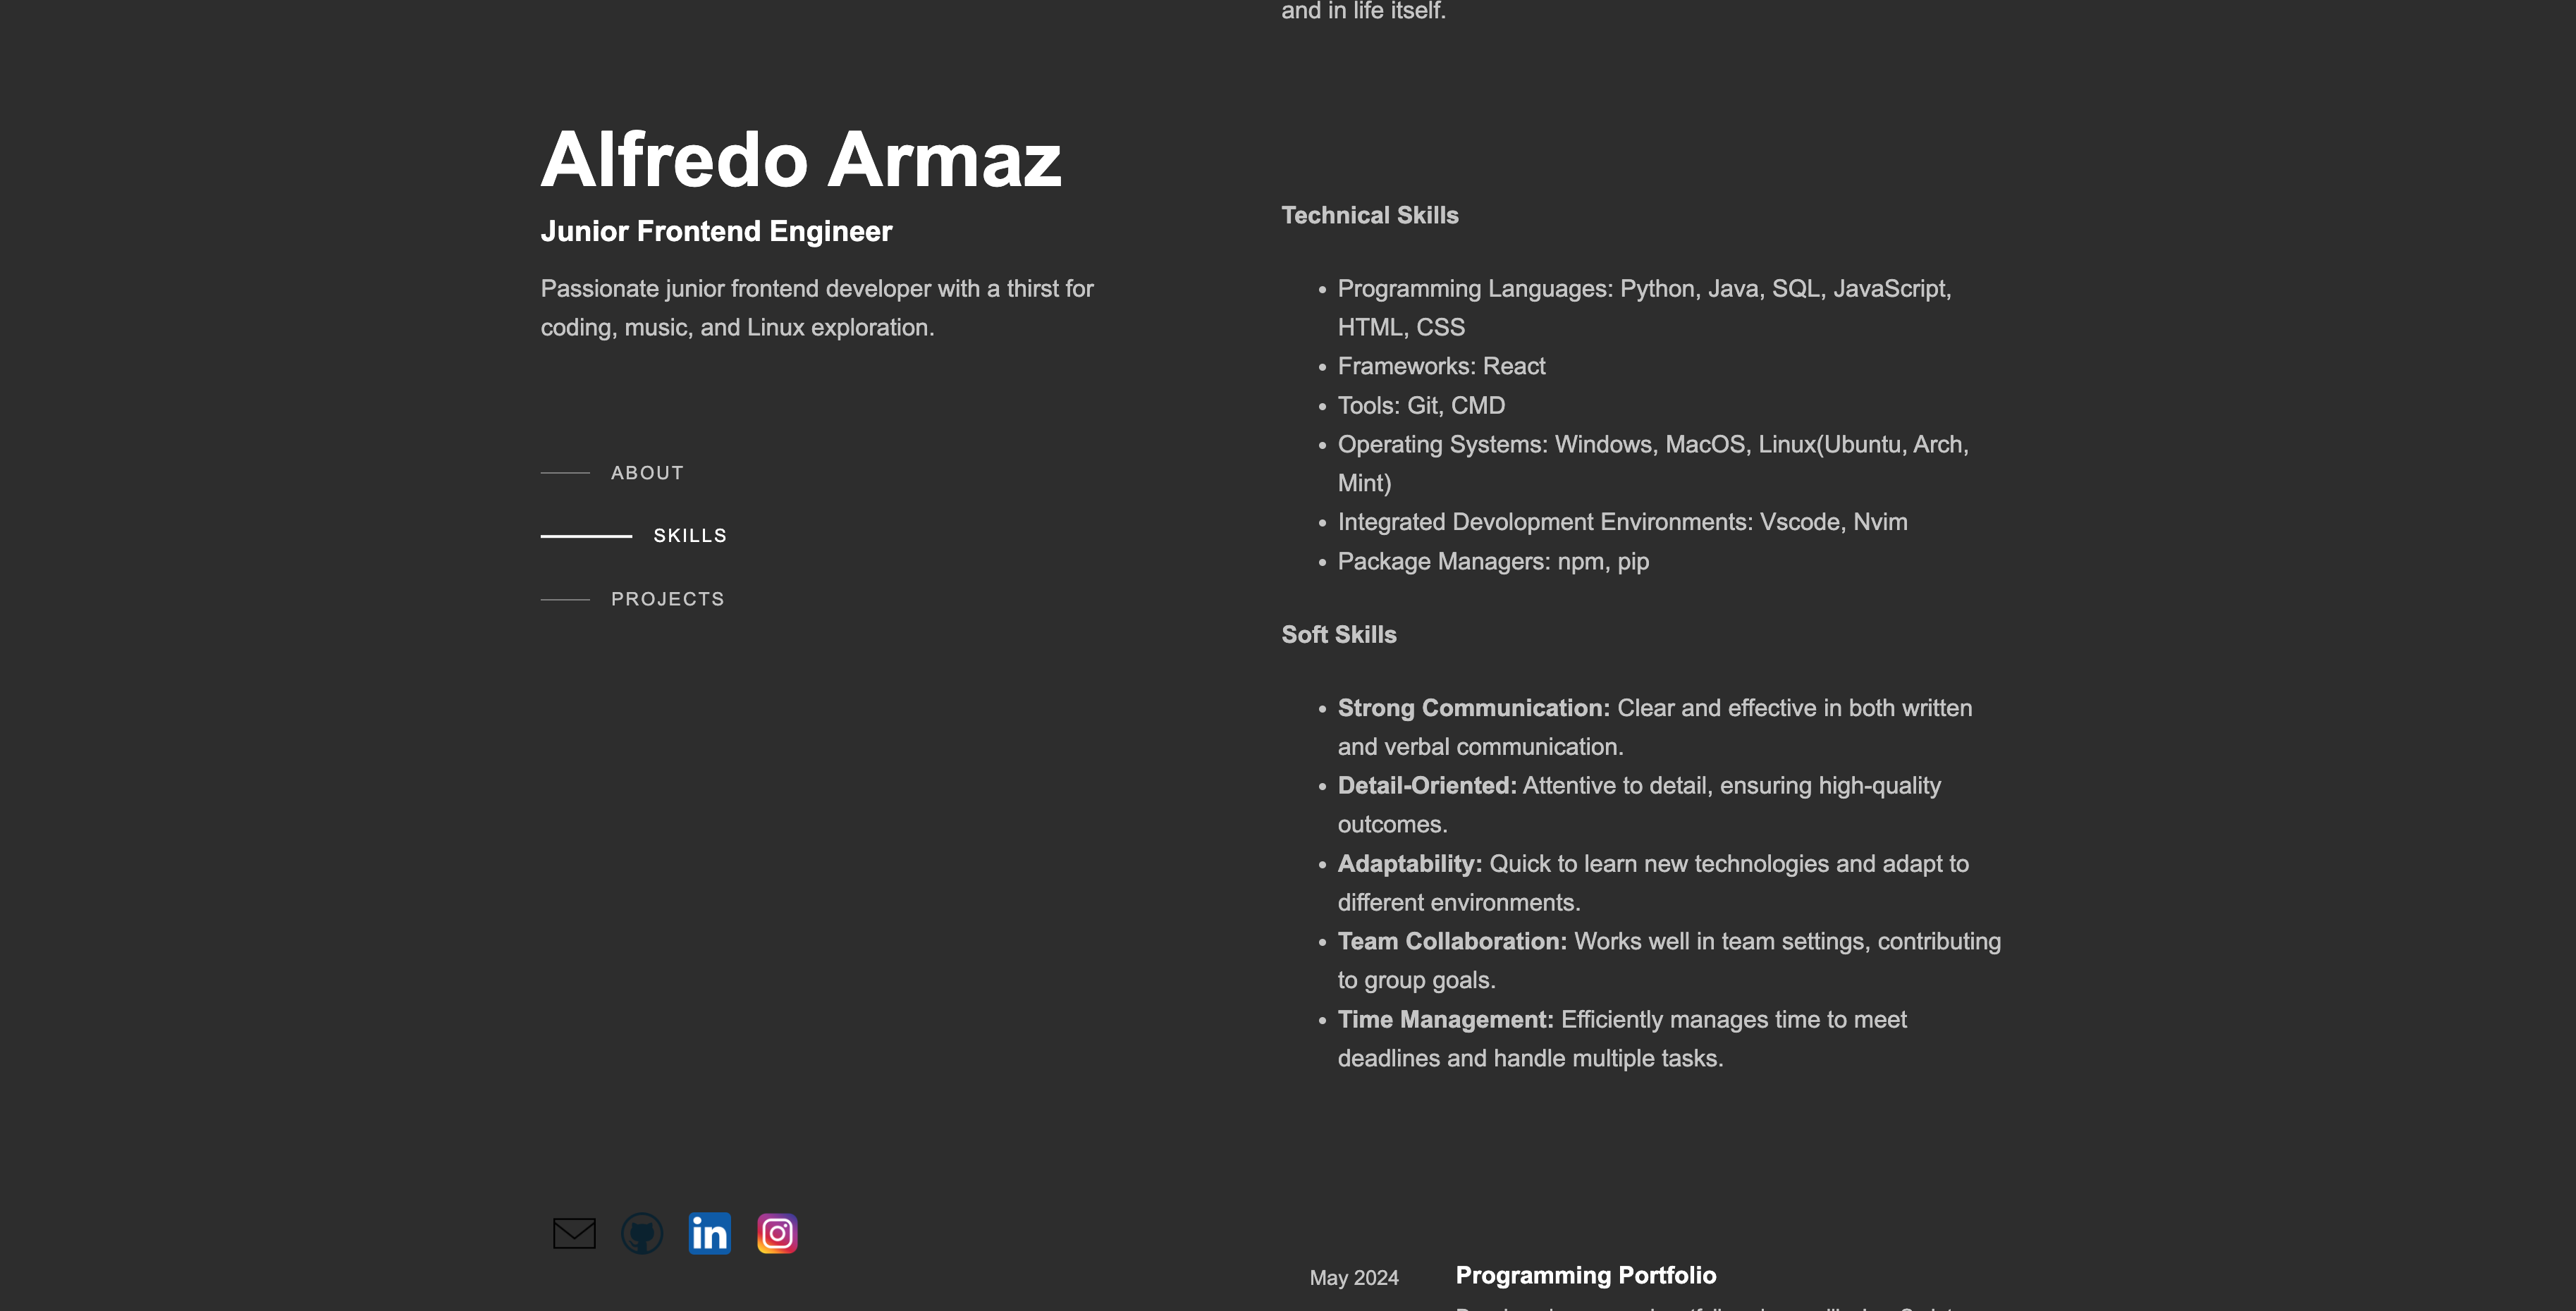 and in life itself.
Alfredo Armaz
Junior Frontend Engineer
Passionate junior frontend developer with a thirst for
coding, music, and Linux exploration.
ABOUT
SKILLS
PROJECTS
Technical Skills
• Programming Languages: Python, Java, SQL, JavaScript,
HTML, CSS
• Frameworks: React
• Tools: Git, CMD
• Operating Systems: Windows, MacOS, Linux(Ubuntu, Arch,
Mint)
• Integrated Devolopment Environments: Vscode, Nvim
• Package Managers: npm, pip
Soft Skills
• Strong Communication: Clear and effective in both written
and verbal communication.
• Detail-Oriented: Attentive to detail, ensuring high-quality
outcomes.
• Adaptability: Quick to learn new technologies and adapt to
different environments.
• Team Collaboration: Works well in team settings, contributing
to group goals.
• Time Management: Efficiently manages time to meet
deadlines and handle multiple tasks.
in
May 2024
Programming Portfolio